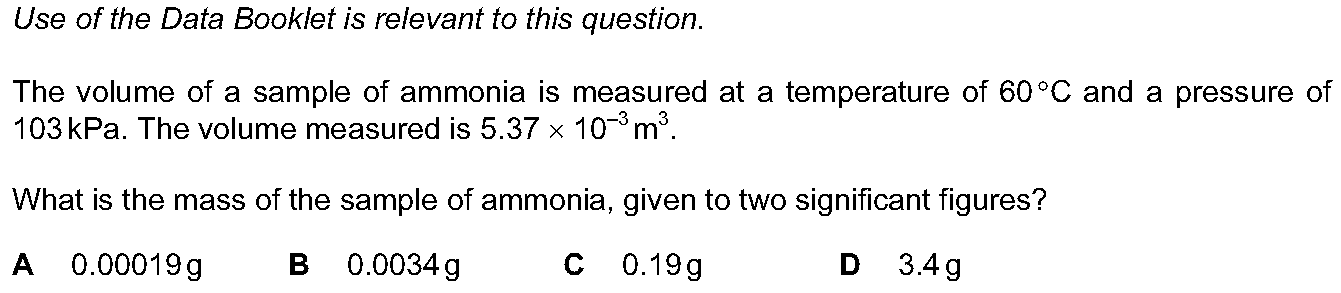 Use of the Data Booklet is relevant to this question.
The volume of a sample of ammonia is measured at a temperature of 60 °C and a pressure of
103 kPa. The volume measured is 5.37 × 10⁻³ m³.
What is the mass of the sample of ammonia, given to two significant figures?
A 0.00019 g B 0.0034 g C 0.19 g D 3.4 g